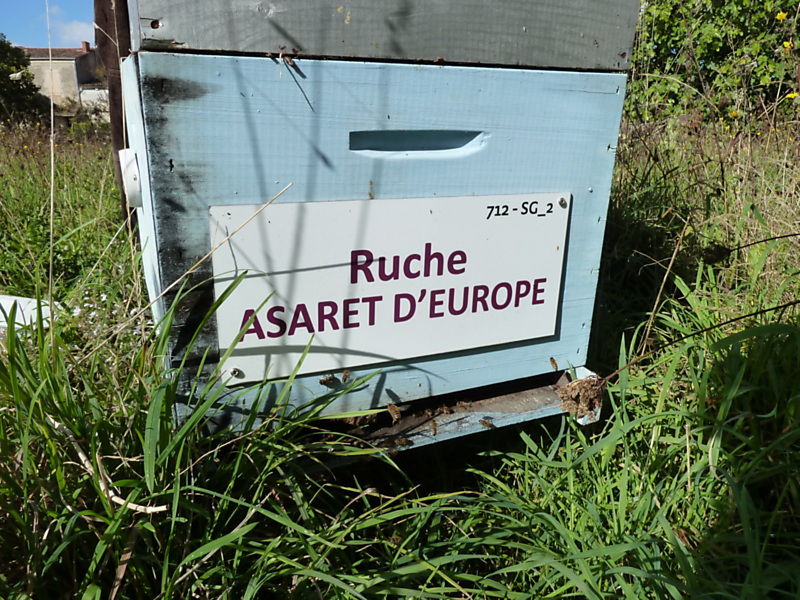 712 - SG_2
Ruche
ASARET D'EUROPE